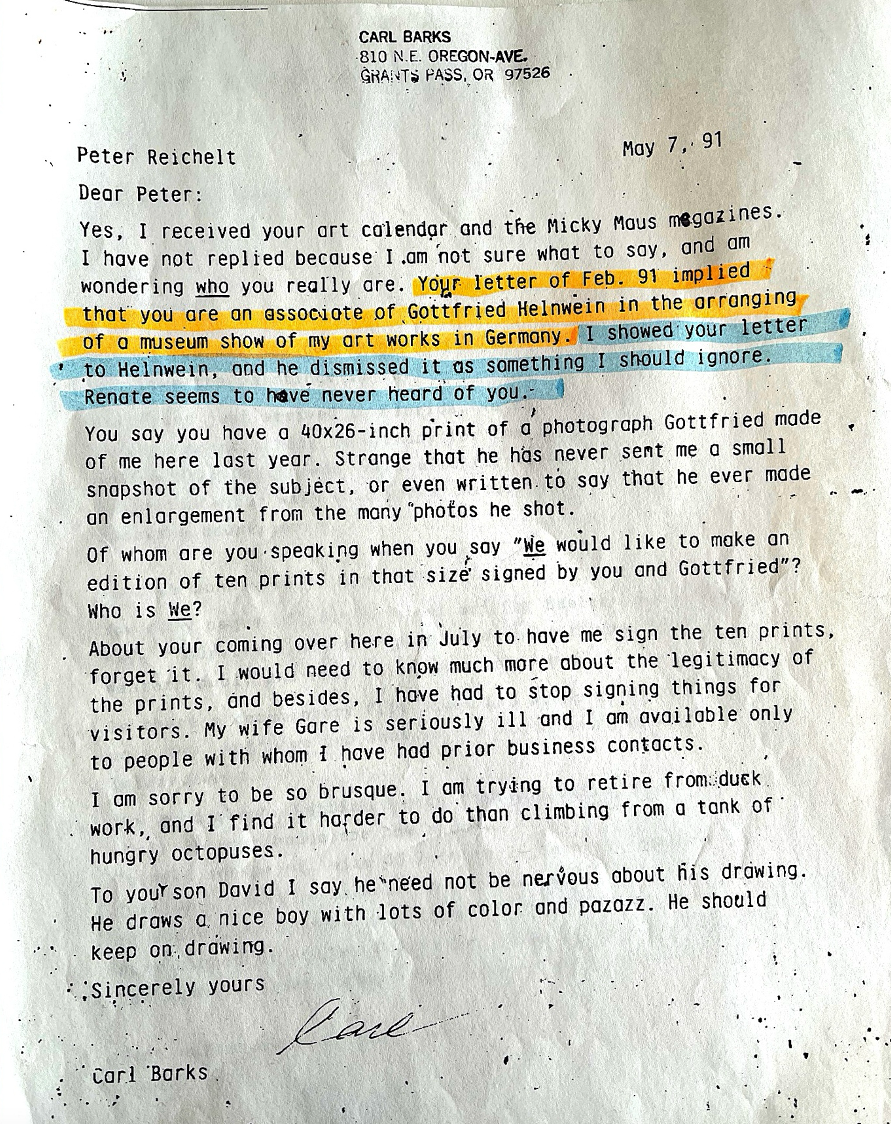 CARL BARKS
810 N.E. OREGON-AVE.
GRANTS PASS, OR 97526
May 7, 91
Peter Reichelt
Dear Peter:
Yes, I received your art calendar and the Micky Maus magazines.
I have not replied because I am not sure what to say, and am
wondering who you really are. Your letter of Feb. 91 implied
that you are an associate of Gottfried Helnwein in the arranging
of a museum show of my art works in Germany. I showed your letter
to Helnwein, and he dismissed it as something I should ignore.
Renate seems to have never heard of you.
You say you have a 40x26-inch print of a photograph Gottfried made
of me here last year. Strange that he has never sent me a small
snapshot of the subject, or even written to say that he ever made
an enlargement from the many photos he shot.
Of whom are you speaking when you say "We would like to make an
edition of ten prints in that size signed by you and Gottfried"?
Who is We?
About your coming over here in July to have me sign the ten prints,
forget it. I would need to know much more about the legitimacy of
the prints, and besides, I have had to stop signing things for
visitors. My wife Gare is seriously ill and I am available only
to people with whom I have had prior business contacts.
I am sorry to be so brusque. I am trying to retire from duck
work, and I find it harder to do than climbing from a tank of
hungry octopuses.
To your son David I say he need not be nervous about his drawing.
He draws a nice boy with lots of color and pazazz. He should
keep on drawing.
Sincerely yours
Carl
Carl Barks